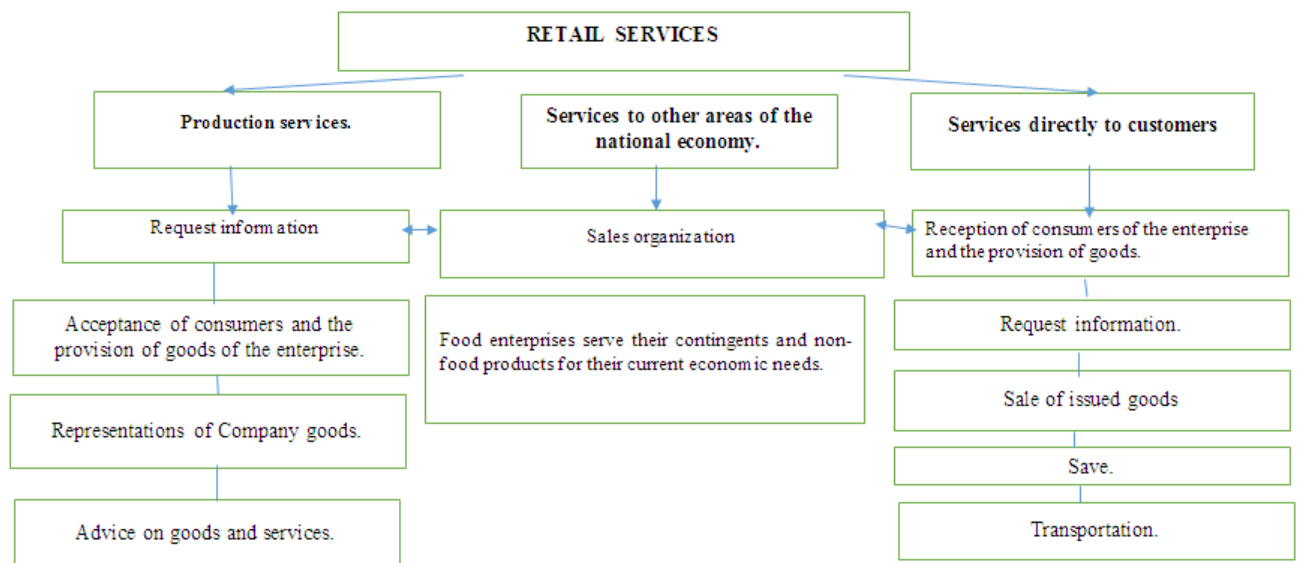 RETAIL SERVICES
Production services.
Services to other areas of the
national economy.
Services directly to customers
Request information
Sales organization
Reception of consumers of the enterprise
and the provision of goods.
Acceptance of consumers and the
provision of goods of the enterprise.
Food enterprises serve their contingents and non-
food products for their current economic needs.
Request information.
Representations of Company goods.
Sale of issued goods
Save.
Advice on goods and services.
Transportation.